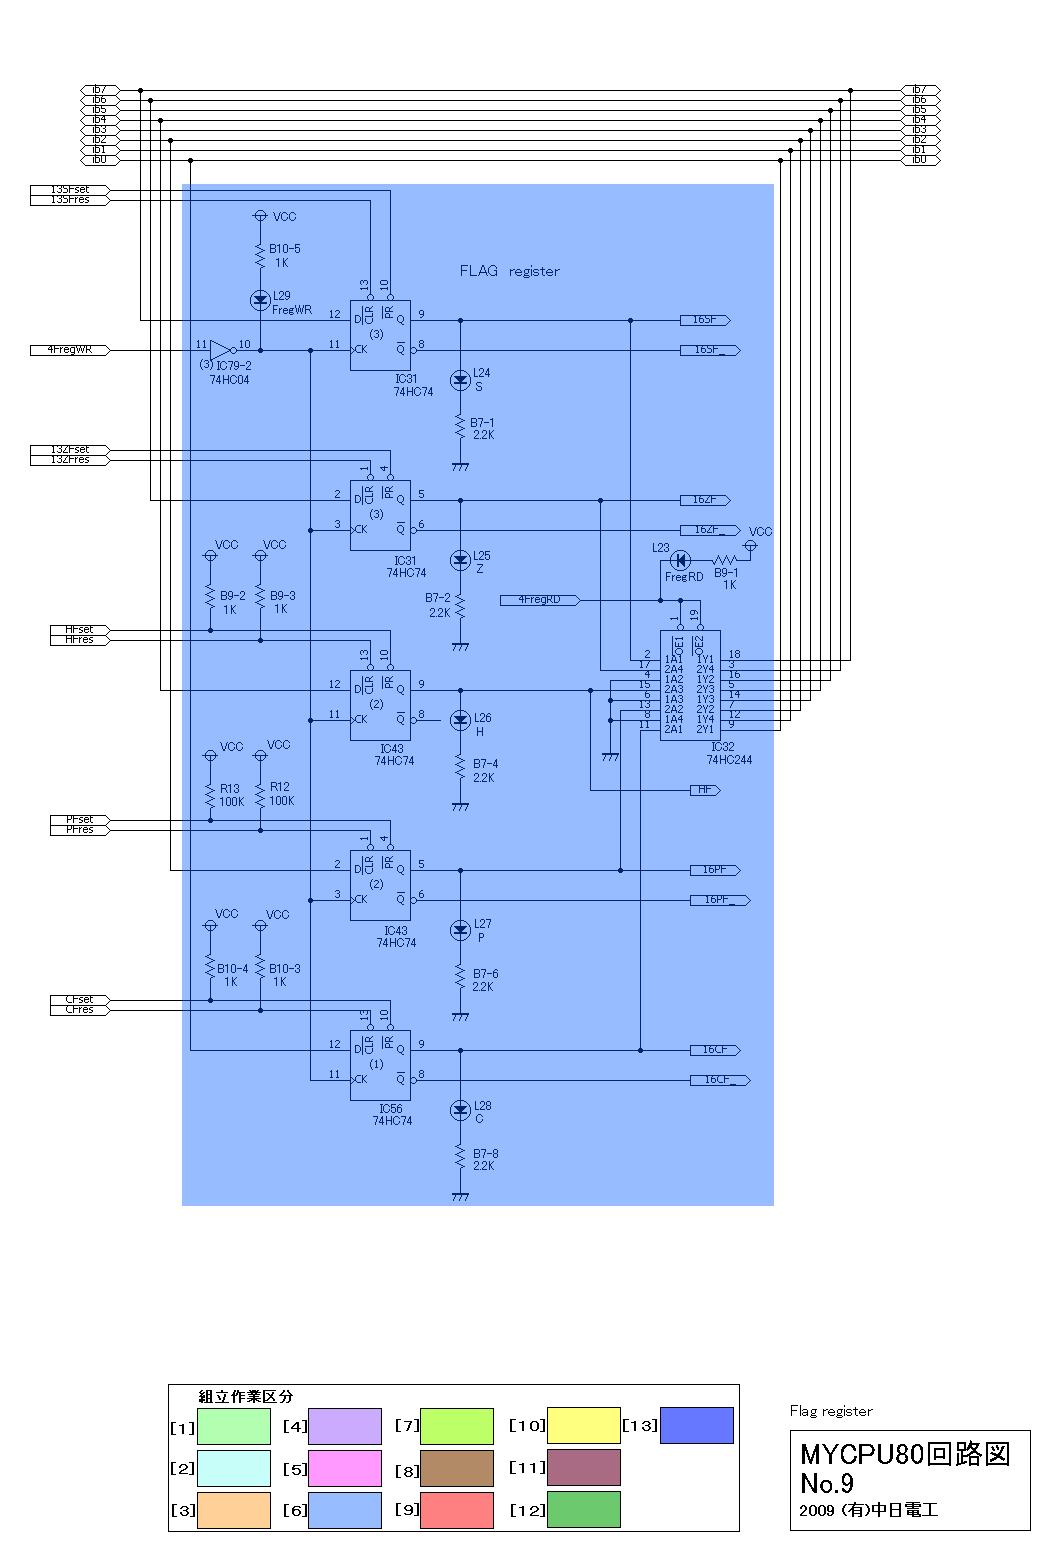 ib7 ib7
ib6 ib6
ib5 ib5
ib4 ib4
ib3 ib3
ib2 ib2
ib1 ib1
ib0 ib0
13SFset
13SFres
VCC
B10-5
1K
FLAG register
L29
FregWR
13 10
12 D CLR PR Q 9 16SF
(3)
4FregWR 11 10 11 CK Q 8 16SF_
(3) IC79-2
74HC04
IC31
74HC74
L24
S
B7-1
2.2K
13ZFset
13ZFres
1 4
2 D CLR PR Q 5 16ZF
(3)
3 CK Q 6 16ZF_
IC31
74HC74
L25
Z
B7-2
2.2K
VCC VCC
B9-2 B9-3
1K 1K
L23 VCC
FregRD B9-1
1K
4FregRD
1 19
OE1 OE2
2 1A1 1Y1 18
17 2A4 2Y4 3
4 1A2 1Y2 16
15 2A3 2Y3 5
6 1A3 1Y3 14
13 2A2 2Y2 7
8 1A4 1Y4 12
11 2A1 2Y1 9
IC32
74HC244
HFset
HFres
13 10
12 D CLR PR Q 9
(2)
11 CK Q 8
IC43
74HC74
L26
H
B7-4
2.2K
HF
VCC VCC
R13 R12
100K 100K
PFset
PFres
1 4
2 D CLR PR Q 5 16PF
(2)
3 CK Q 6 16PF_
IC43
74HC74
L27
P
B7-6
2.2K
VCC VCC
B10-4 B10-3
1K 1K
CFset
CFres
13 10
12 D CLR PR Q 9 16CF
(1)
11 CK Q 8 16CF_
IC56
74HC74
L28
C
B7-8
2.2K
組立作業区分
[1] [4] [7] [10] [13]
[2] [5] [8] [11]
[3] [6] [9] [12]
Flag register
MYCPU80回路図
No.9
2009 (有)中日電工